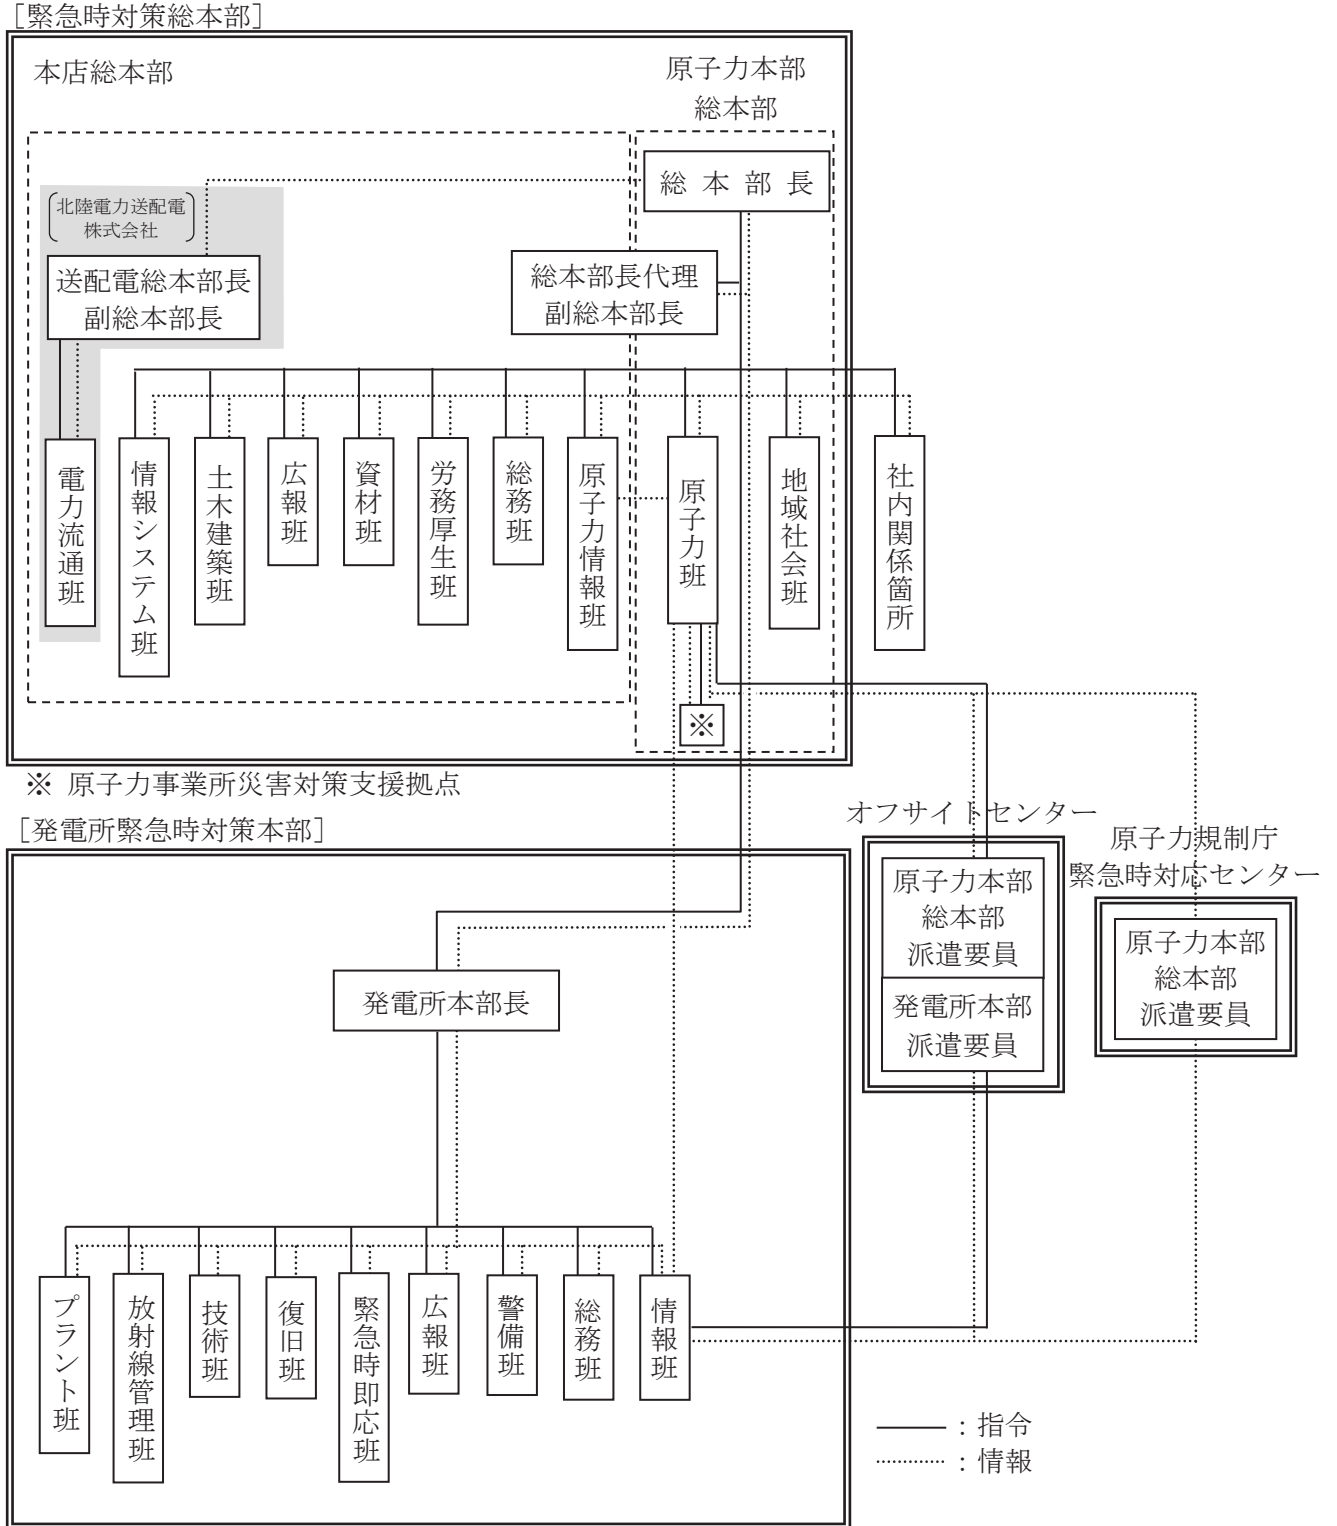 ［緊急時対策総本部］
本店総本部
原子力本部
総本部
総本部長
北陸電力送配電
株式会社
送配電総本部長
副総本部長
総本部長代理
副総本部長
電力流通班
情報システム班
土木建築班
広報班
資材班
労務厚生班
総務班
原子力情報班
原子力班
地域社会班
社内関係箇所
※
※ 原子力事業所災害対策支援拠点
［発電所緊急時対策本部］
オフサイトセンター
原子力規制庁
緊急時対応センター
原子力本部
総本部
派遣要員
発電所本部
派遣要員
原子力本部
総本部
派遣要員
発電所本部長
プラント班
放射線管理班
技術班
復旧班
緊急時即応班
広報班
警備班
総務班
情報班
：指令
：情報